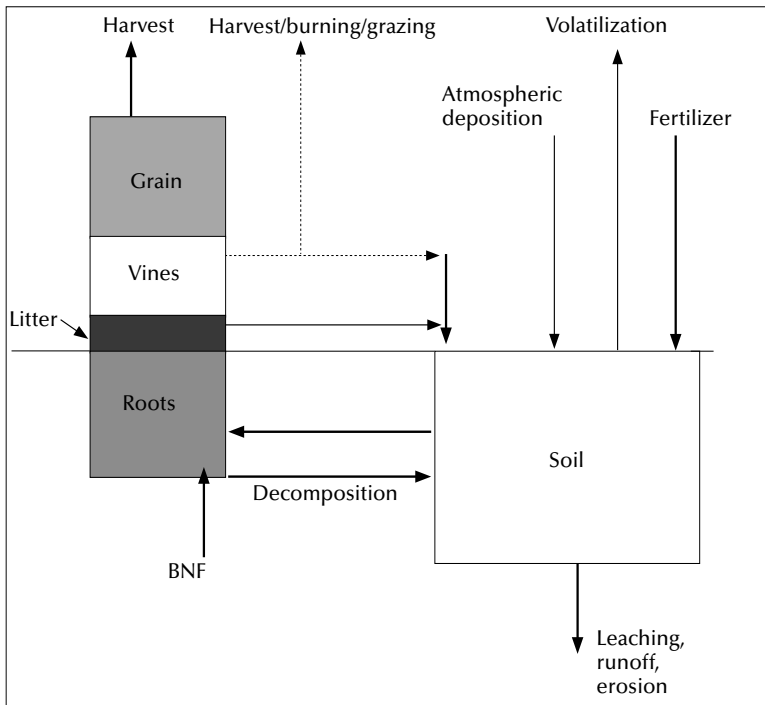 Harvest
Harvest/burning/grazing
Volatilization
Atmospheric
deposition
Fertilizer
Grain
Vines
Litter
Roots
Soil
Decomposition
BNF
Leaching,
runoff,
erosion